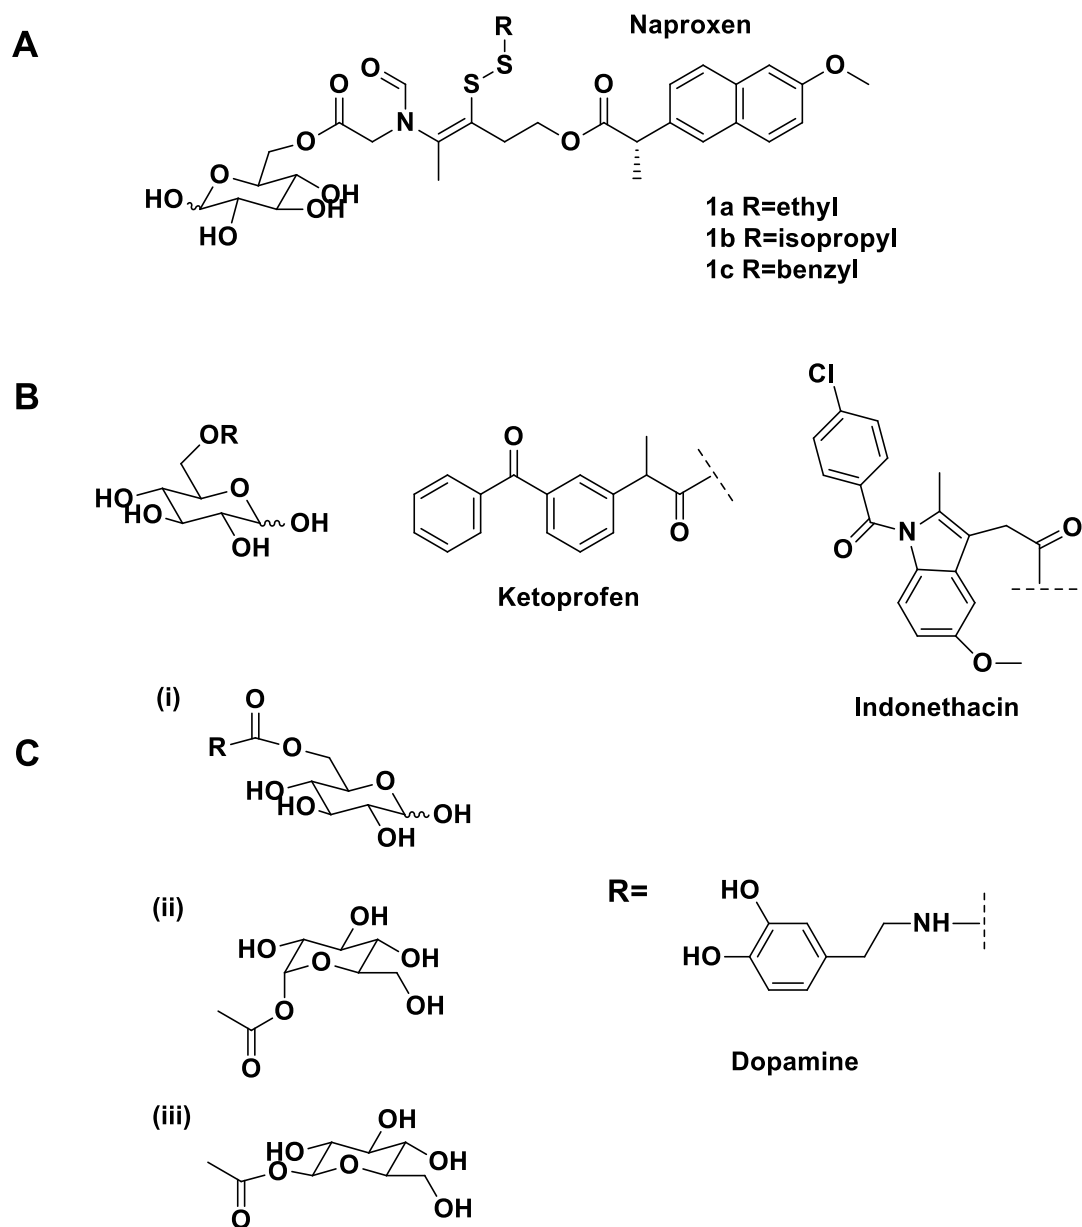 A
Naproxen
R
S
S
O
O
O
N
O
O
O
O
HO
OH
OH
HO
1a R=ethyl
1b R=isopropyl
1c R=benzyl
B
OR
HO
HO
O
OH
OH
O
O
Ketoprofen
Cl
O
N
O
O
Indonethacin
C
(i)
O
R
O
HO
HO
O
OH
OH
(ii)
OH
HO
OH
O
OH
O
O
R=
HO
HO
NH
Dopamine
(iii)
OH
HO
O
O
OH
OH
O